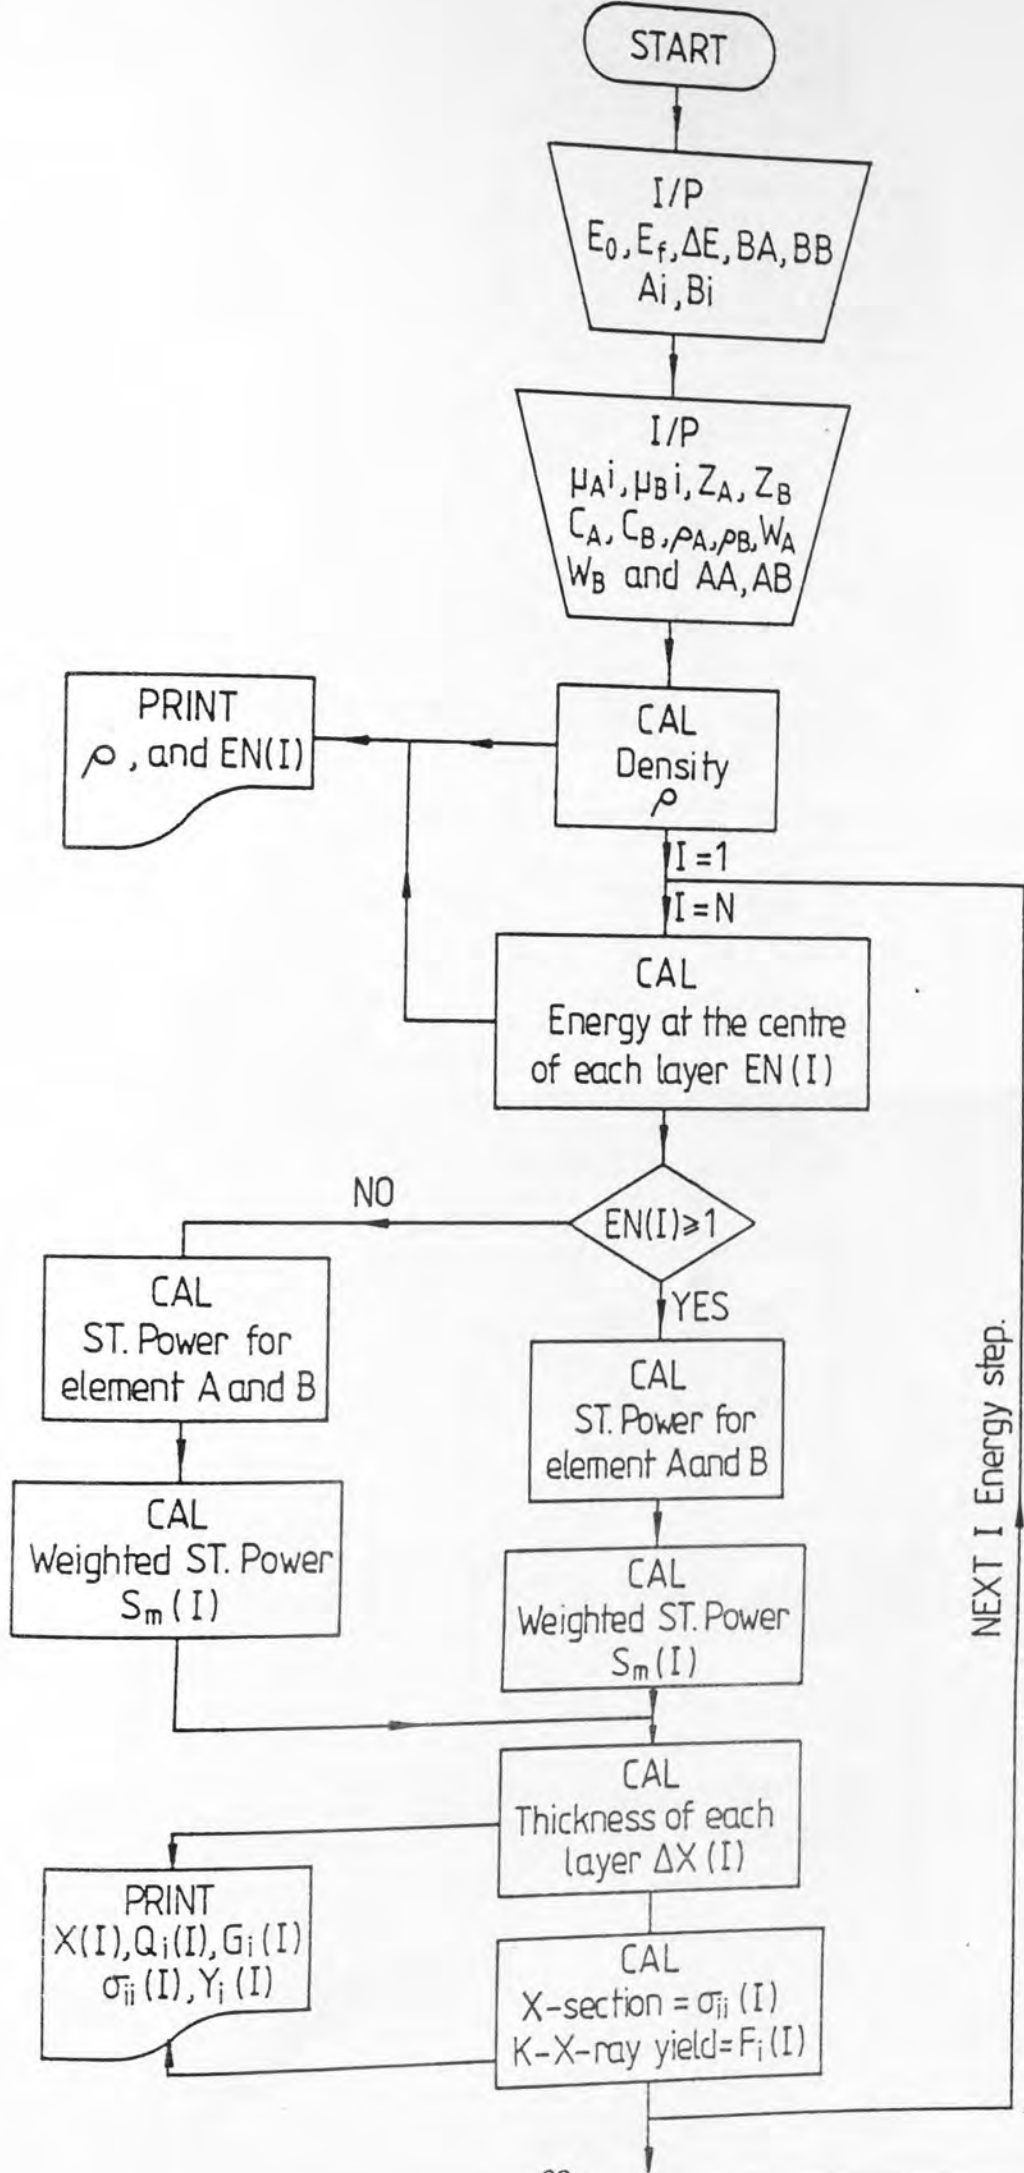 START
I/P
E₀, E_f, ΔE, BA, BB
Ai, Bi
I/P
μ_A i, μ_B i, Z_A, Z_B
C_A, C_B, ρ_A, ρ_B, W_A
W_B and AA, AB
PRINT
ρ, and EN(I)
CAL
Density
ρ
I=1
I=N
CAL
Energy at the centre
of each layer EN(I)
NO
EN(I)⩾1
YES
CAL
ST. Power for
element A and B
CAL
ST. Power for
element A and B
CAL
Weighted ST. Power
S_m(I)
CAL
Weighted ST. Power
S_m(I)
NEXT I Energy step.
CAL
Thickness of each
layer ΔX(I)
PRINT
X(I), Q_i(I), G_i(I)
σ_ii(I), Y_i(I)
CAL
X-section = σ_ii(I)
K-X-ray yield = F_i(I)